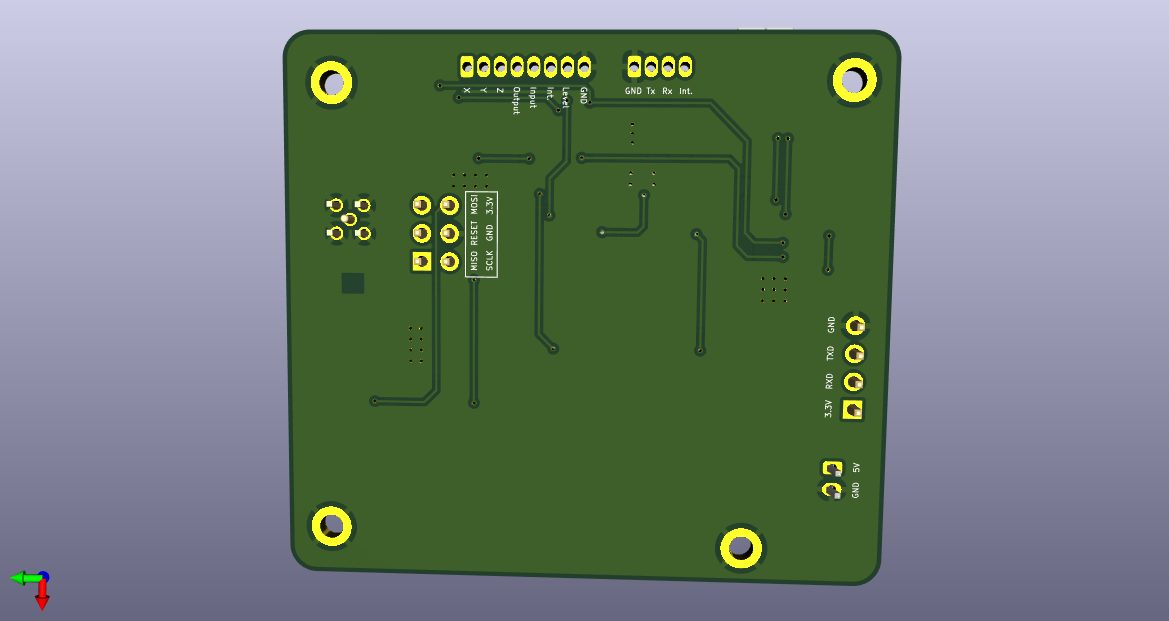 X Y Z Output Input Int. Level GND
GND Tx Rx Int.
MISO RESET MOSI
SCLK GND 3.3V
GND
TXD
RXD
3.3V
5V
GND